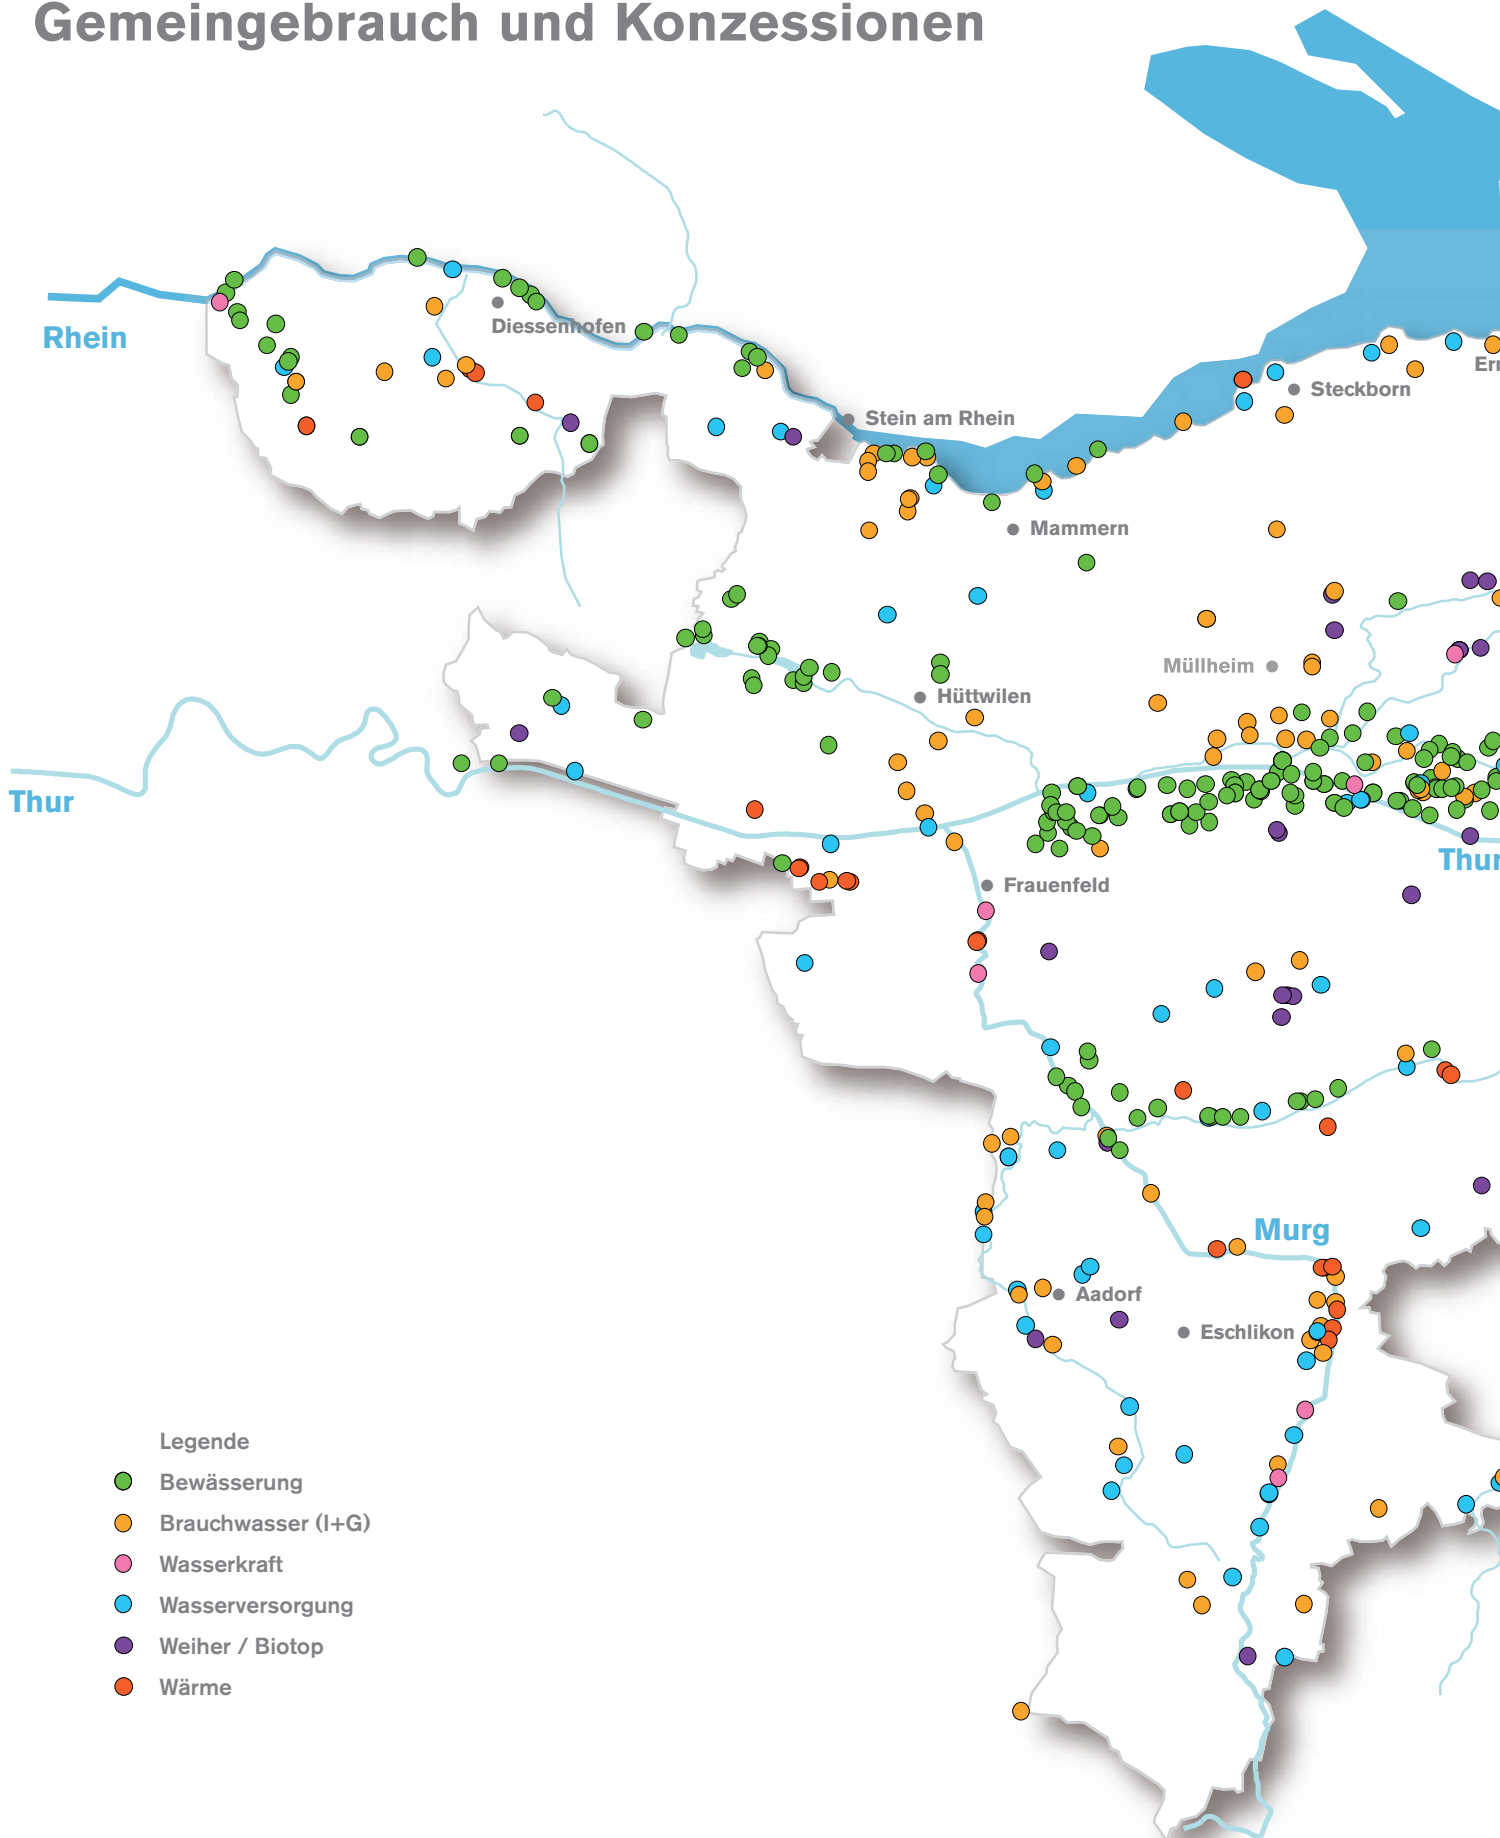 Gemeingebrauch und Konzessionen
Rhein
Diessenhofen
Stein am Rhein
Steckborn
Mammern
Müllheim
Hüttwilen
Thur
Thur
Frauenfeld
Murg
Aadorf
Eschlikon
Legende
Bewässerung
Brauchwasser (I+G)
Wasserkraft
Wasserversorgung
Weiher / Biotop
Wärme